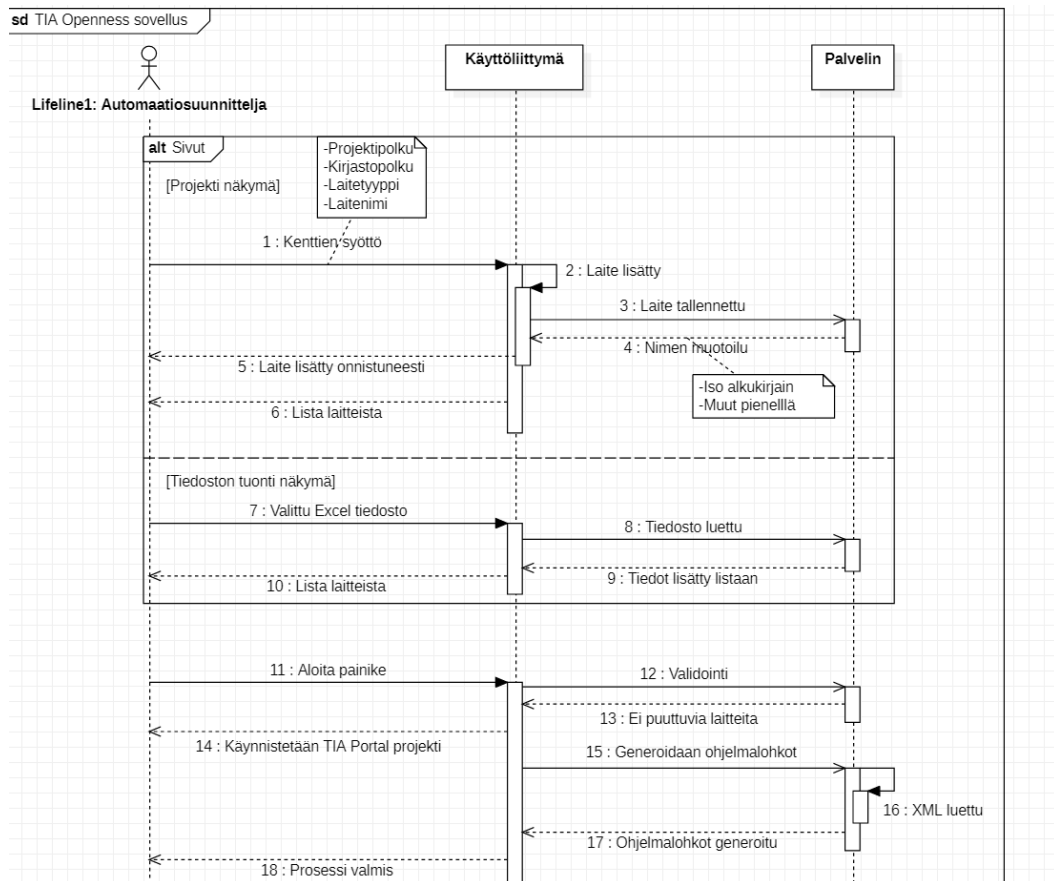 sd TIA Openness sovellus
Käyttöliittymä
Palvelin
Lifeline1: Automaatiosuunnittelja
alt Sivut
-Projektipolku
-Kirjastopolku
-Laitetyyppi
-Laitenimi
[Projekti näkymä]
1 : Kenttien syöttö
2 : Laite lisätty
3 : Laite tallennettu
4 : Nimen muotoilu
5 : Laite lisätty onnistuneesti
-Iso alkukirjain
-Muut pienelllä
6 : Lista laitteista
[Tiedoston tuonti näkymä]
7 : Valittu Excel tiedosto
8 : Tiedosto luettu
9 : Tiedot lisätty listaan
10 : Lista laitteista
11 : Aloita painike
12 : Validointi
13 : Ei puuttuvia laitteita
14 : Käynnistetään TIA Portal projekti
15 : Generoidaan ohjelmalohkot
16 : XML luettu
17 : Ohjelmalohkot generoitu
18 : Prosessi valmis